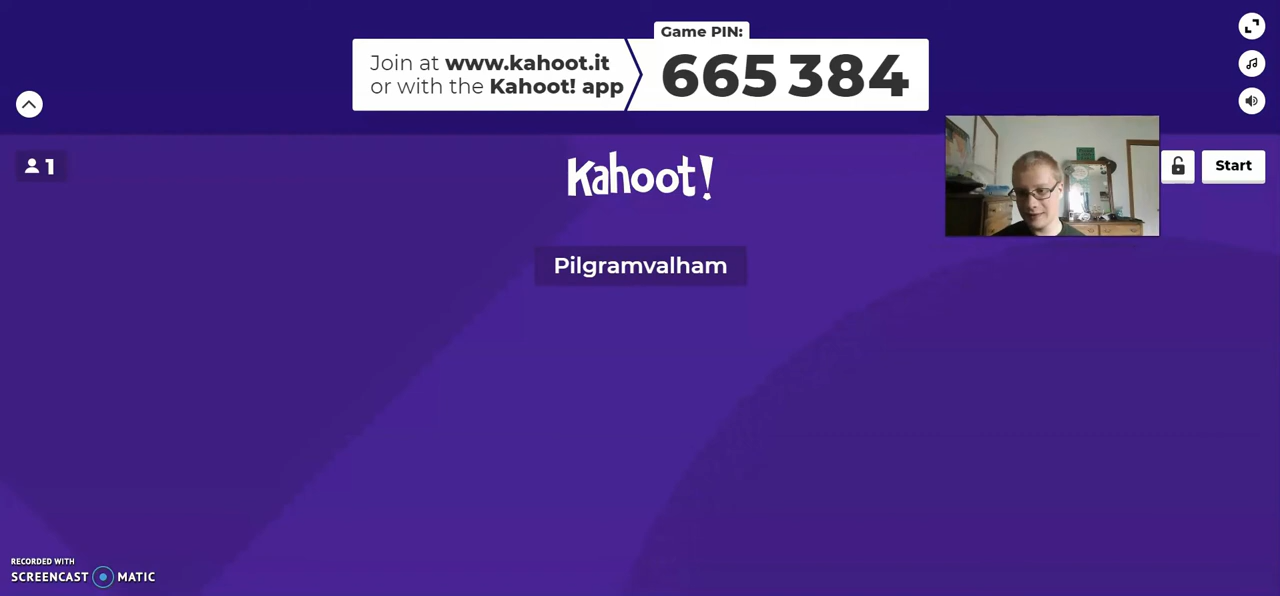 Game PIN:
Join at www.kahoot.it
or with the Kahoot! app
665 384
1
Kahoot!
Start
Pilgramvalham
RECORDED WITH
SCREENCAST MATIC